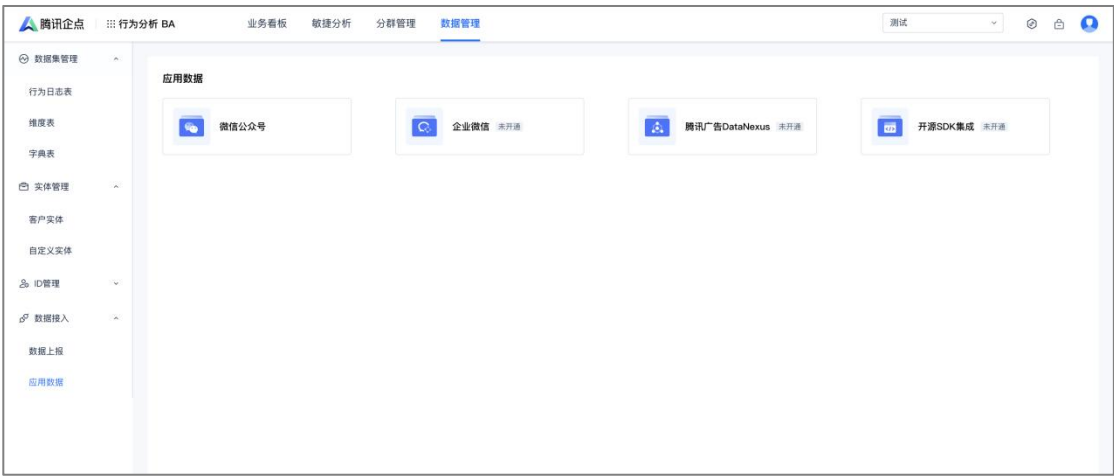 腾讯企点 行为分析 BA 业务看板 敏捷分析 分群管理 数据管理 测试
数据集管理
行为日志表
维度表
字典表
实体管理
客户实体
自定义实体
ID管理
数据接入
数据上报
应用数据
应用数据
微信公众号
企业微信 未开通
腾讯广告DataNexus 未开通
开源SDK集成 未开通